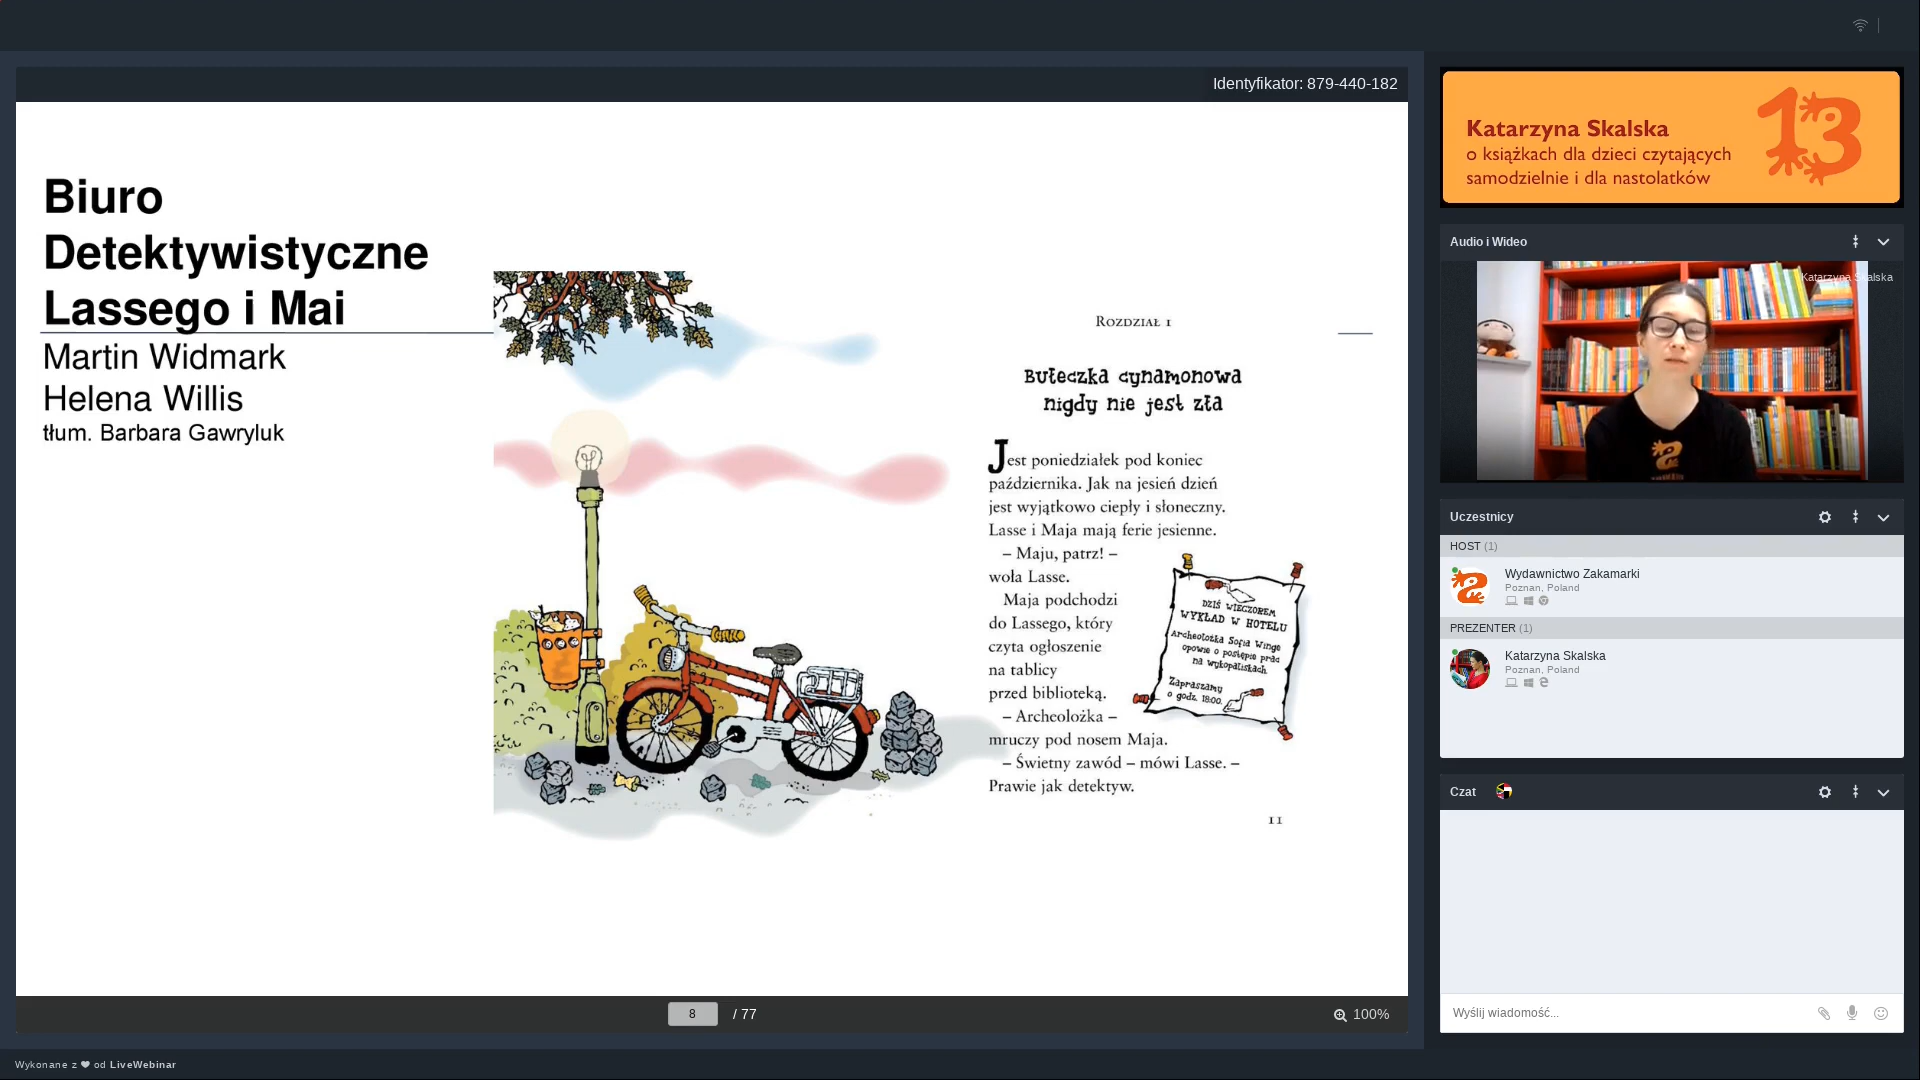 Identyfikator: 879-440-182
Biuro
Detektywistyczne
Lassego i Mai
Martin Widmark
Helena Willis
tłum. Barbara Gawryluk
Rozdział 1
Bułeczka cynamonowa
nigdy nie jest zła
Jest poniedziałek pod koniec
października. Jak na jesień dzień
jest wyjątkowo ciepły i słoneczny.
Lasse i Maja mają ferie jesienne.
– Maju, patrz! –
woła Lasse.
Maja podchodzi
do Lassego, który
czyta ogłoszenie
na tablicy
przed biblioteką.
– Archeolożka –
mruczy pod nosem Maja.
– Świetny zawód – mówi Lasse. –
Prawie jak detektyw.
DZIŚ WIECZOREM
WYKŁAD W HOTELU
Archeolożka Sofia Winge
opowie o postępie prac
na wykopaliskach.
Zapraszamy
o godz. 18:00.
11
8 / 77
100%
Katarzyna Skalska
o książkach dla dzieci czytających
samodzielnie i dla nastolatków
13
Audio i Wideo
Katarzyna Skalska
Uczestnicy
HOST (1)
Wydawnictwo Zakamarki
Poznan, Poland
PREZENTER (1)
Katarzyna Skalska
Poznan, Poland
Czat
Wyślij wiadomość...
Wykonane z ❤ od LiveWebinar